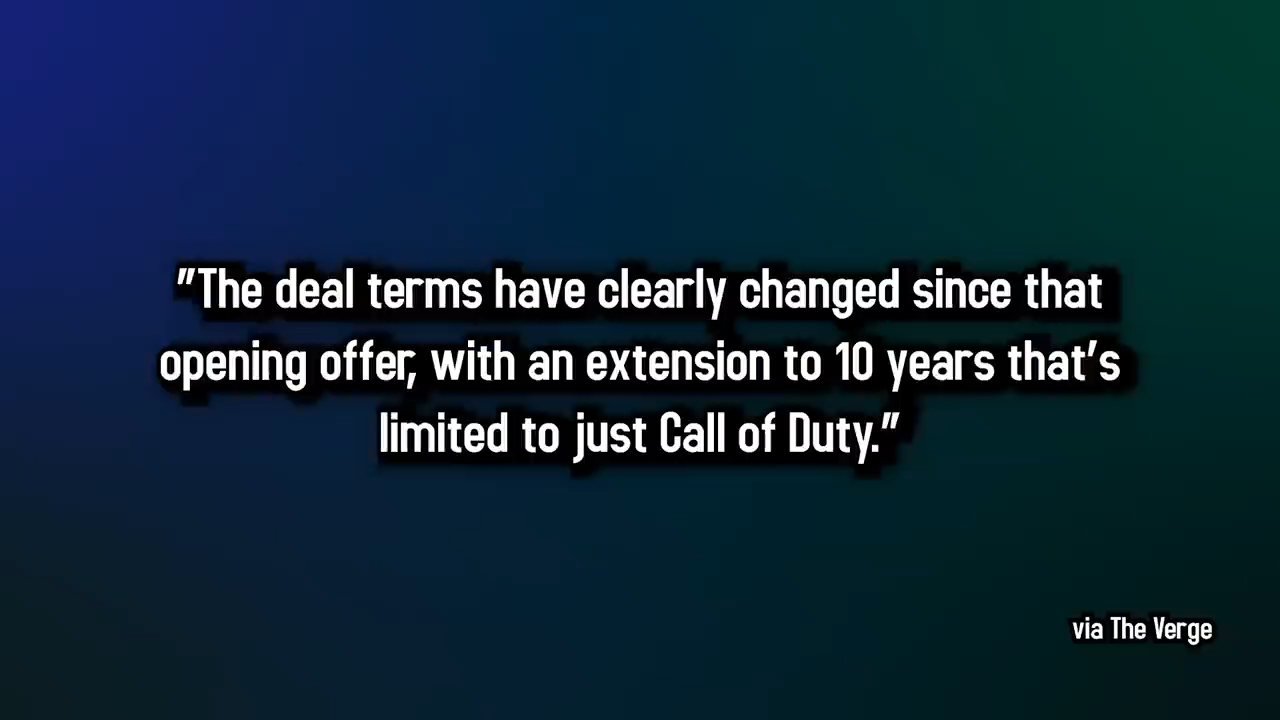 "The deal terms have clearly changed since that
opening offer, with an extension to 10 years that's
limited to just Call of Duty."
via The Verge